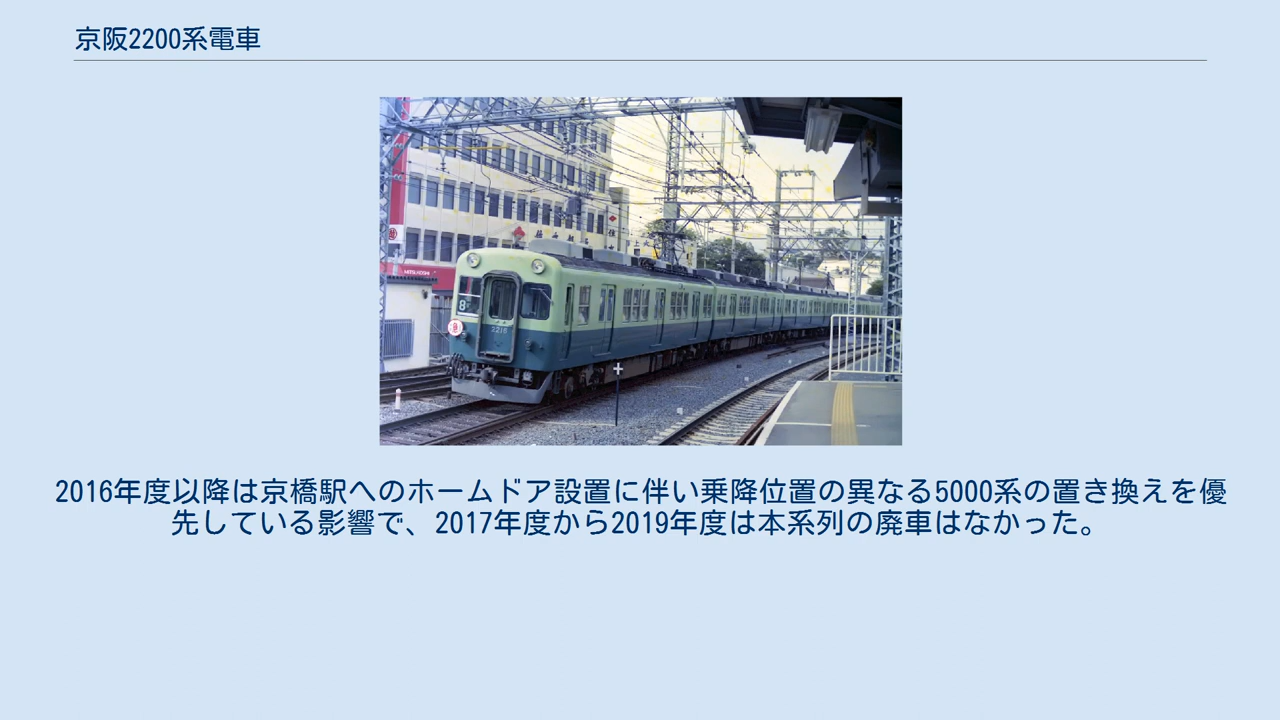 京阪2200系電車
MITSUBOSHI
8
2216
2016年度以降は京橋駅へのホームドア設置に伴い乗降位置の異なる5000系の置き換えを優
先している影響で、2017年度から2019年度は本系列の廃車はなかった。